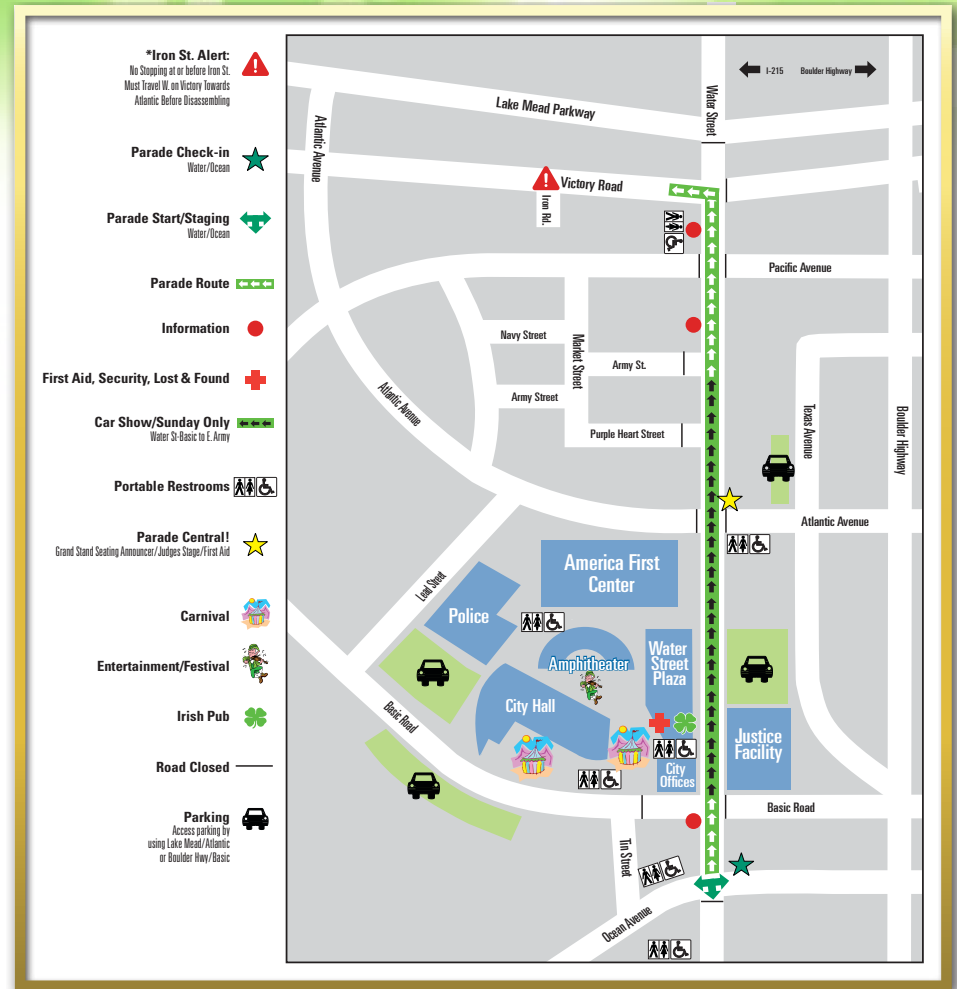 *Iron St. Alert:
No Stopping at or before Iron St.
Must Travel W. on Victory Towards
Atlantic Before Disassembling
Parade Check-in
Water/Ocean
Parade Start/Staging
Water/Ocean
Parade Route
Information
First Aid, Security, Lost & Found
Car Show/Sunday Only
Water St-Basic to E. Army
Portable Restrooms
Parade Central!
Grand Stand Seating Announcer/Judges Stage/First Aid
Carnival
Entertainment/Festival
Irish Pub
Road Closed
Parking
Access parking by
using Lake Mead/Atlantic
or Boulder Hwy/Basic
I-215
Boulder Highway
Water Street
Lake Mead Parkway
Atlantic Avenue
Victory Road
Iron Rd.
Pacific Avenue
Navy Street
Market Street
Army St.
Army Street
Atlantic Avenue
Purple Heart Street
Texas Avenue
Boulder Highway
Atlantic Avenue
America First
Center
Lead Street
Police
Amphitheater
Water
Street
Plaza
City Hall
Basic Road
Justice
Facility
City
Offices
Basic Road
Tin Street
Ocean Avenue